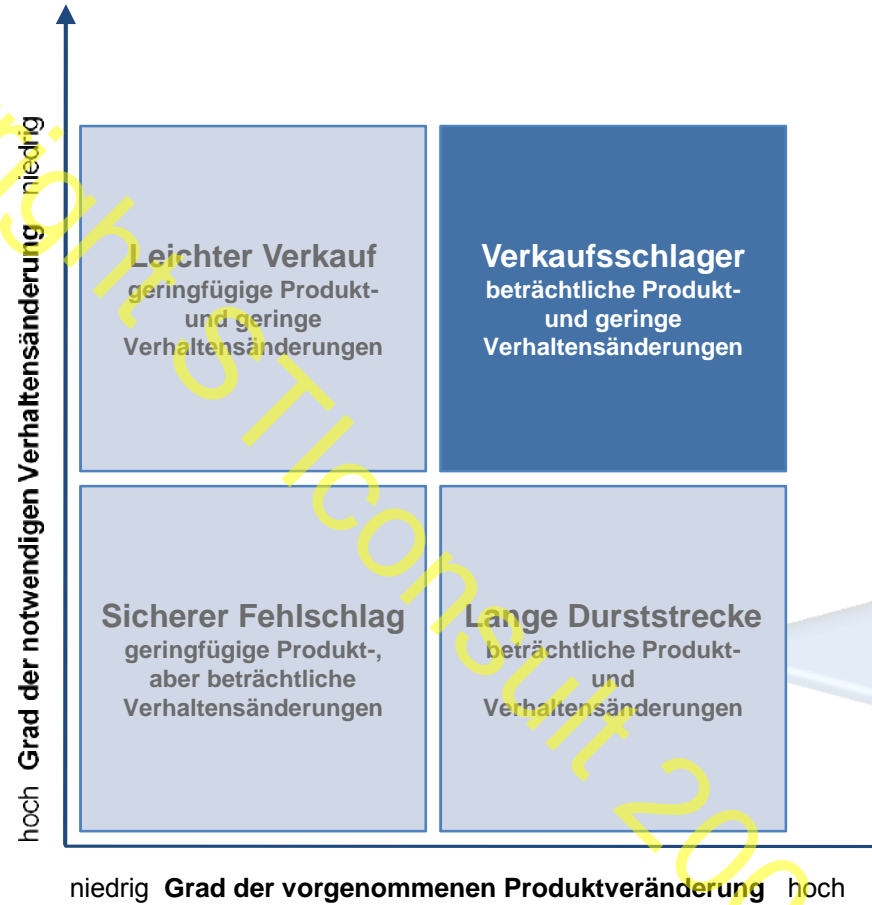 hoch Grad der notwendigen Verhaltensänderung niedrig
Leichter Verkauf
geringfügige Produkt-
und geringe
Verhaltensänderungen
Verkaufsschlager
beträchtliche Produkt-
und geringe
Verhaltensänderungen
Sicherer Fehlschlag
geringfügige Produkt-,
aber beträchtliche
Verhaltensänderungen
Lange Durststrecke
beträchtliche Produkt-
und
Verhaltensänderungen
niedrig Grad der vorgenommenen Produktveränderung hoch
STIconsult